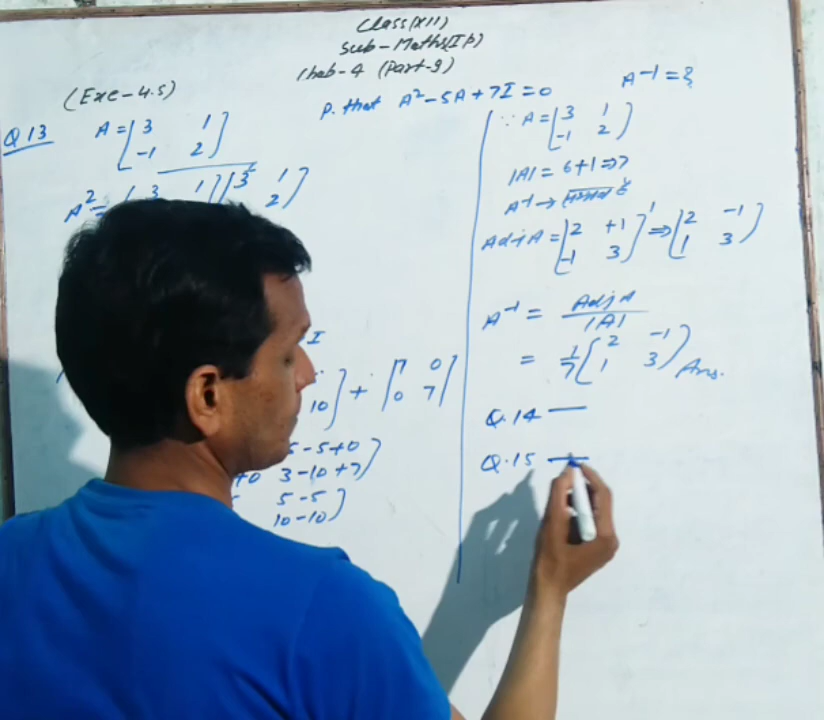 Class(XII)
Sub-Maths(IP)
Chap-4 (Part-9)
(Exe-4.5)
P. that A²-5A+7I=0 A⁻¹=?
Q13 A=[3 1
-1 2]
A²=[3 1][3 1
2]
I
10] + [7 0
0 7]
5-5+0
+0 3-10+7]
5-5
10-10]
∵ A=[3 1
-1 2]
|A|=6+1⇒7
A⁻¹→
AdjA=[2 +1
-1 3]'⇒[2 -1
1 3]
A⁻¹ = AdjA
|A|
= 1/7[2 -1
1 3] Ans.
Q.14 —
Q.15 —